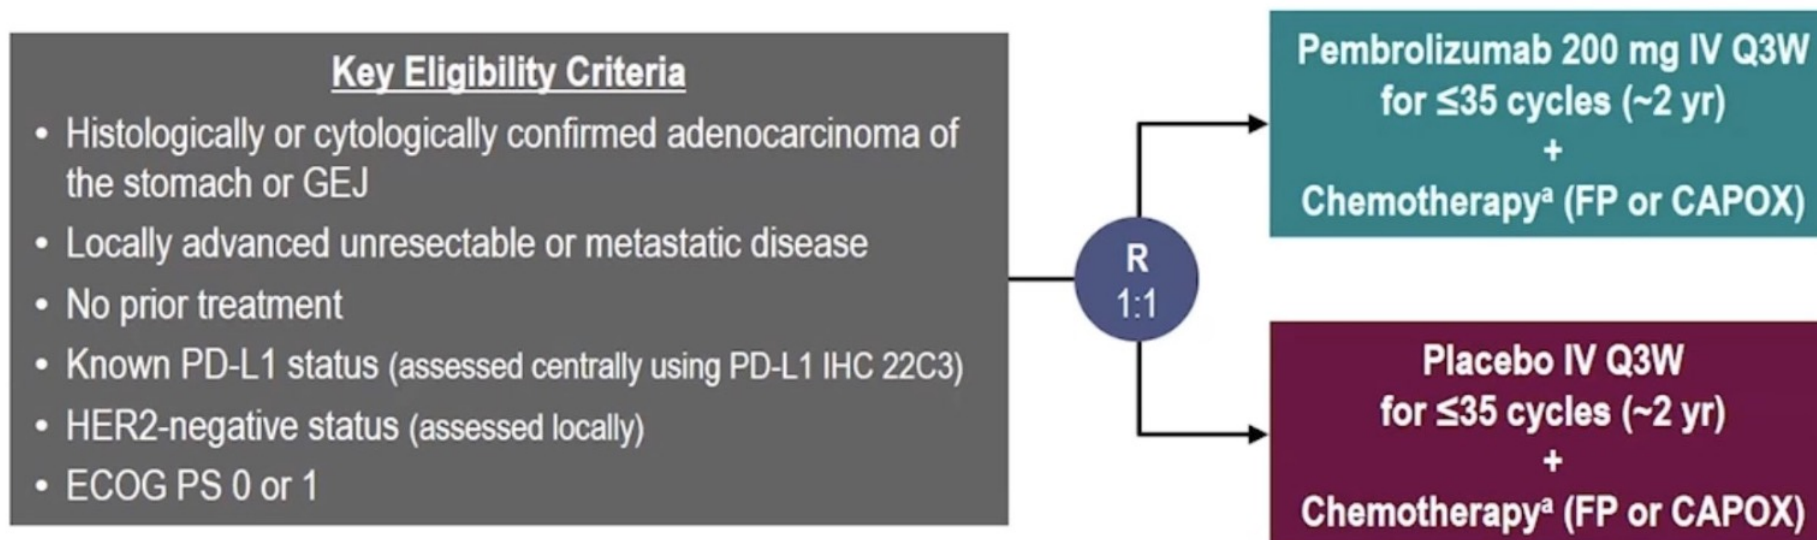 Key Eligibility Criteria
• Histologically or cytologically confirmed adenocarcinoma of
the stomach or GEJ
• Locally advanced unresectable or metastatic disease
• No prior treatment
• Known PD-L1 status (assessed centrally using PD-L1 IHC 22C3)
• HER2-negative status (assessed locally)
• ECOG PS 0 or 1
R
1:1
Pembrolizumab 200 mg IV Q3W
for ≤35 cycles (~2 yr)
+
Chemotherapyᵃ (FP or CAPOX)
Placebo IV Q3W
for ≤35 cycles (~2 yr)
+
Chemotherapyᵃ (FP or CAPOX)